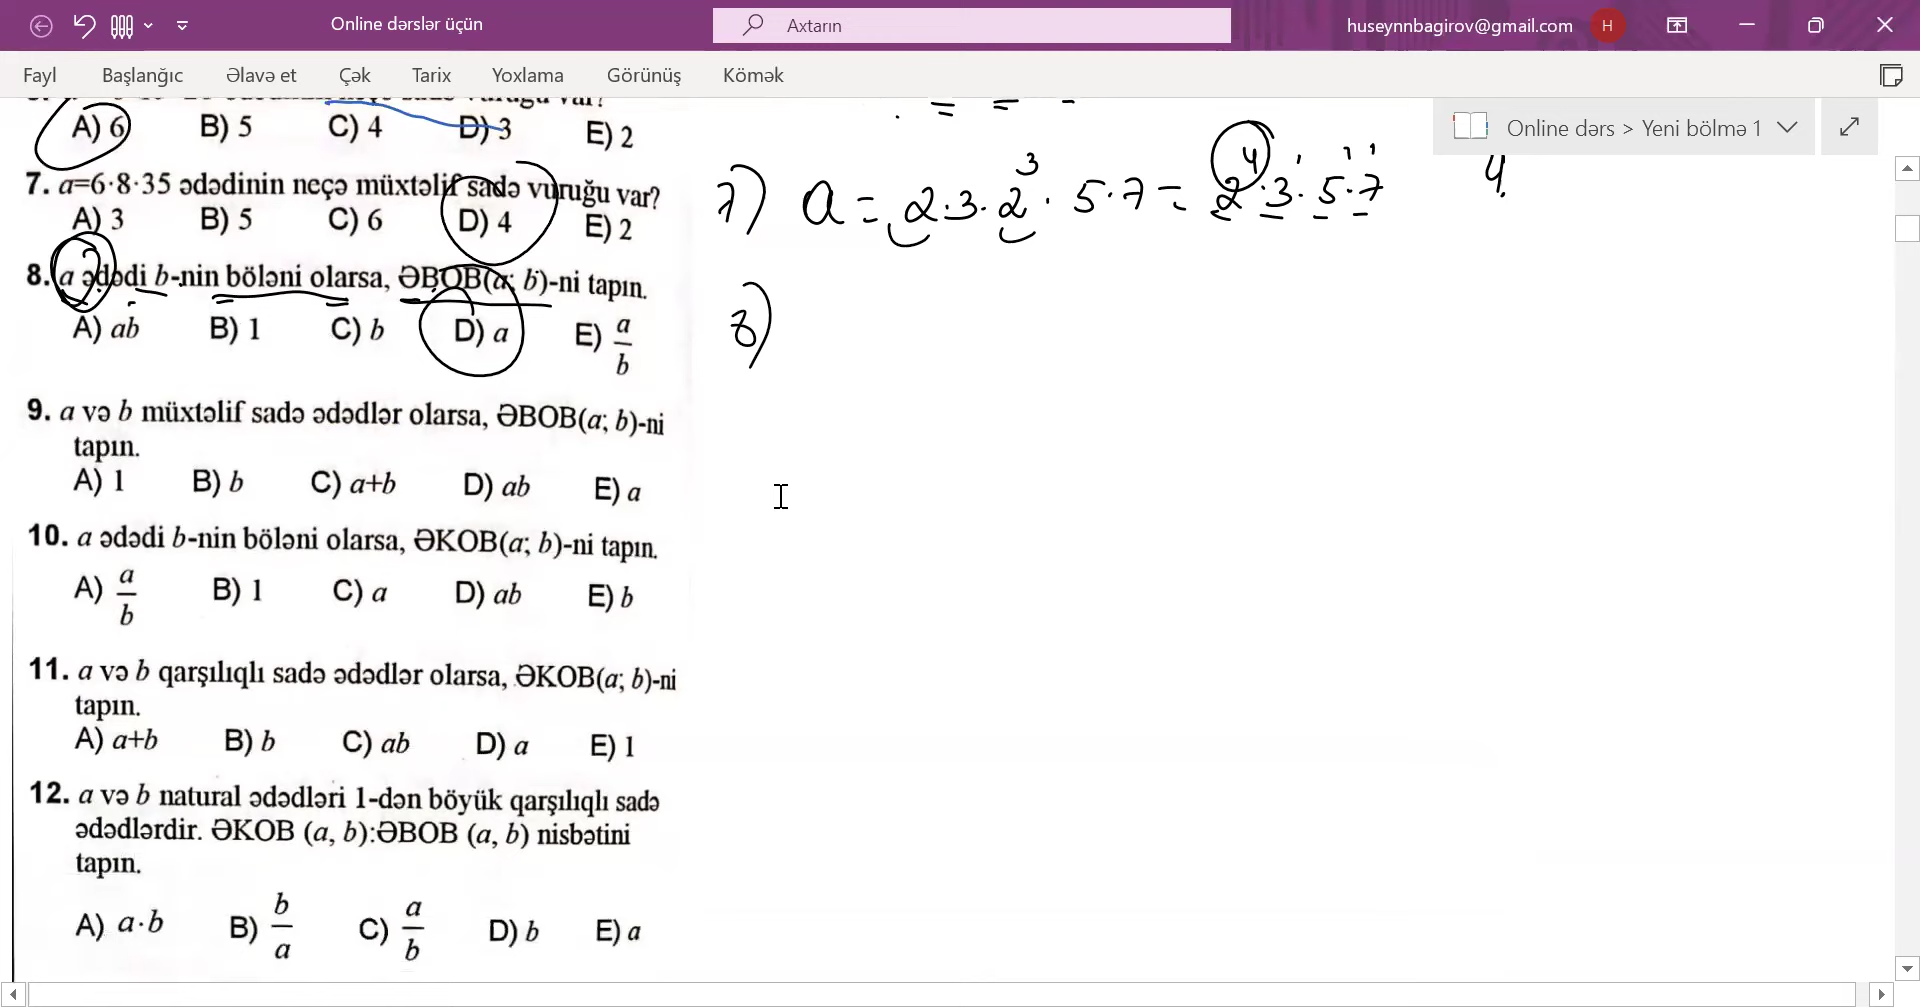 Online dərslər üçün
Axtarın
huseynnbagirov@gmail.com
H
Fayl Başlanğıc Əlavə et Çək Tarix Yoxlama Görünüş Kömək
Online dərs > Yeni bölmə 1
A) 6 B) 5 C) 4 D) 3 E) 2
7. a=6·8·35 ədədinin neçə müxtəlif sadə vuruğu var?
A) 3 B) 5 C) 6 D) 4 E) 2
8. a ədədi b-nin böləni olarsa, ƏBOB(a; b)-ni tapın.
A) ab B) 1 C) b D) a E) a/b
9. a və b müxtəlif sadə ədədlər olarsa, ƏBOB(a; b)-ni
tapın.
A) 1 B) b C) a+b D) ab E) a
10. a ədədi b-nin böləni olarsa, ƏKOB(a; b)-ni tapın.
A) a/b B) 1 C) a D) ab E) b
11. a və b qarşılıqlı sadə ədədlər olarsa, ƏKOB(a; b)-ni
tapın.
A) a+b B) b C) ab D) a E) 1
12. a və b natural ədədləri 1-dən böyük qarşılıqlı sadə
ədədlərdir. ƏKOB (a, b):ƏBOB (a, b) nisbətini
tapın.
A) a·b B) b/a C) a/b D) b E) a
7) a = 2·3·2³·5·7 = 2⁴·3¹·5¹·7¹ 4
8)